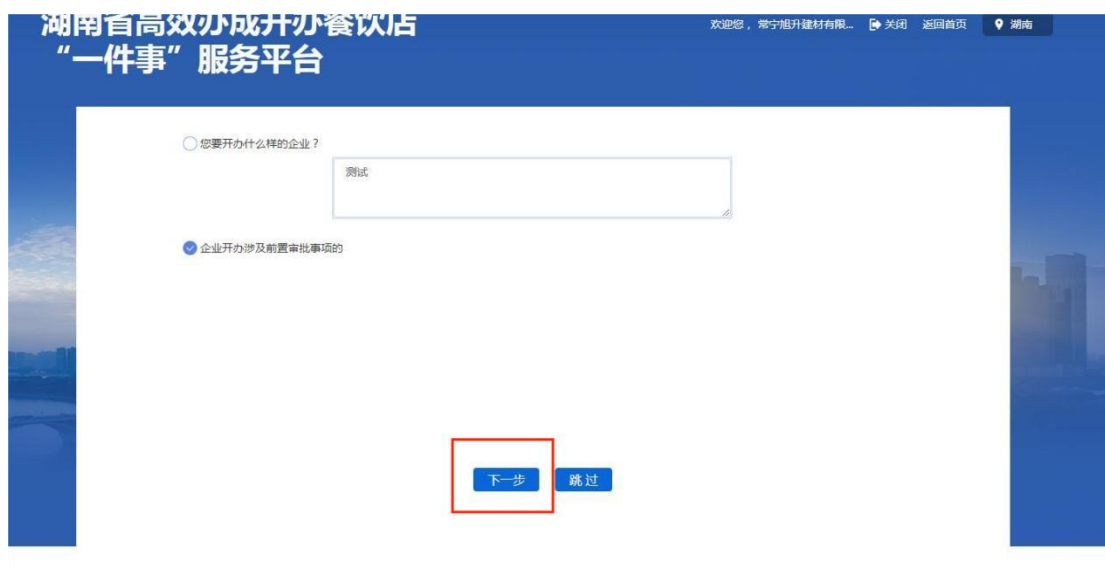 湖南省高效办成开办餐饮店
“一件事”服务平台
欢迎您，常宁旭升建材有限... 关闭 返回首页 湖南
您要开办什么样的企业？
测试
企业开办涉及前置审批事项的
下一步 跳过